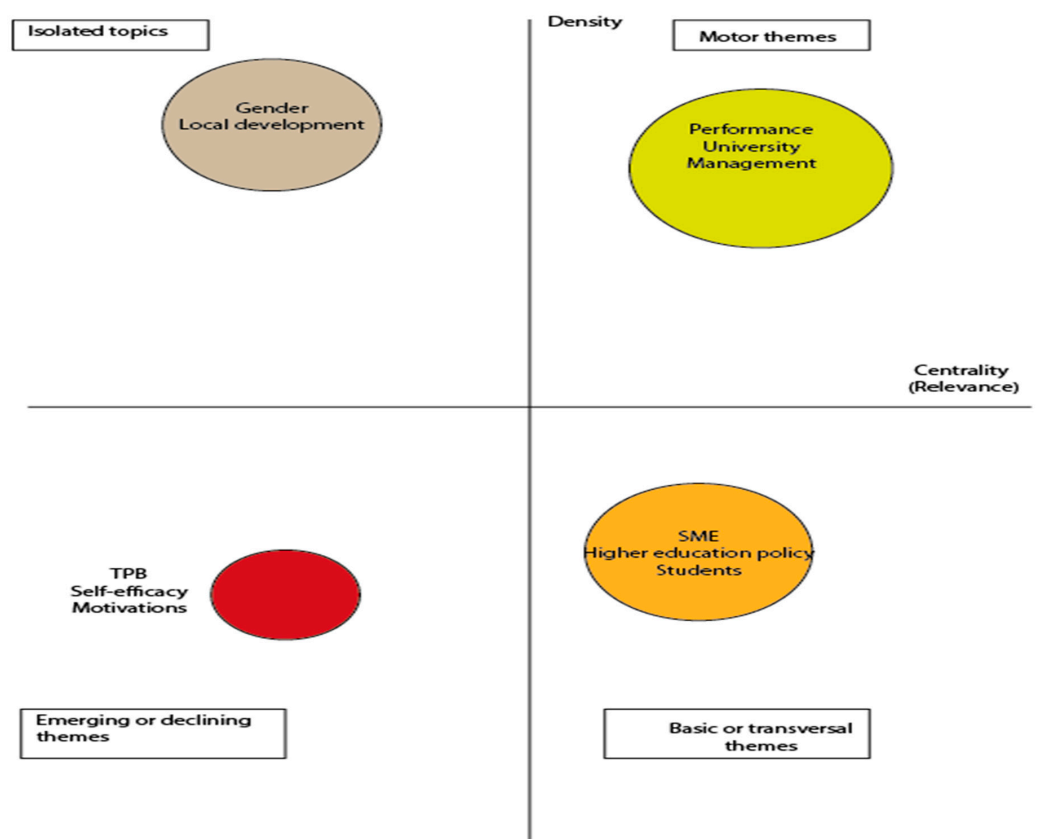 Isolated topics
Density
Motor themes
Gender
Local development
Performance
University
Management
Centrality
(Relevance)
TPB
Self-efficacy
Motivations
SME
Higher education policy
Students
Emerging or declining
themes
Basic or transversal
themes